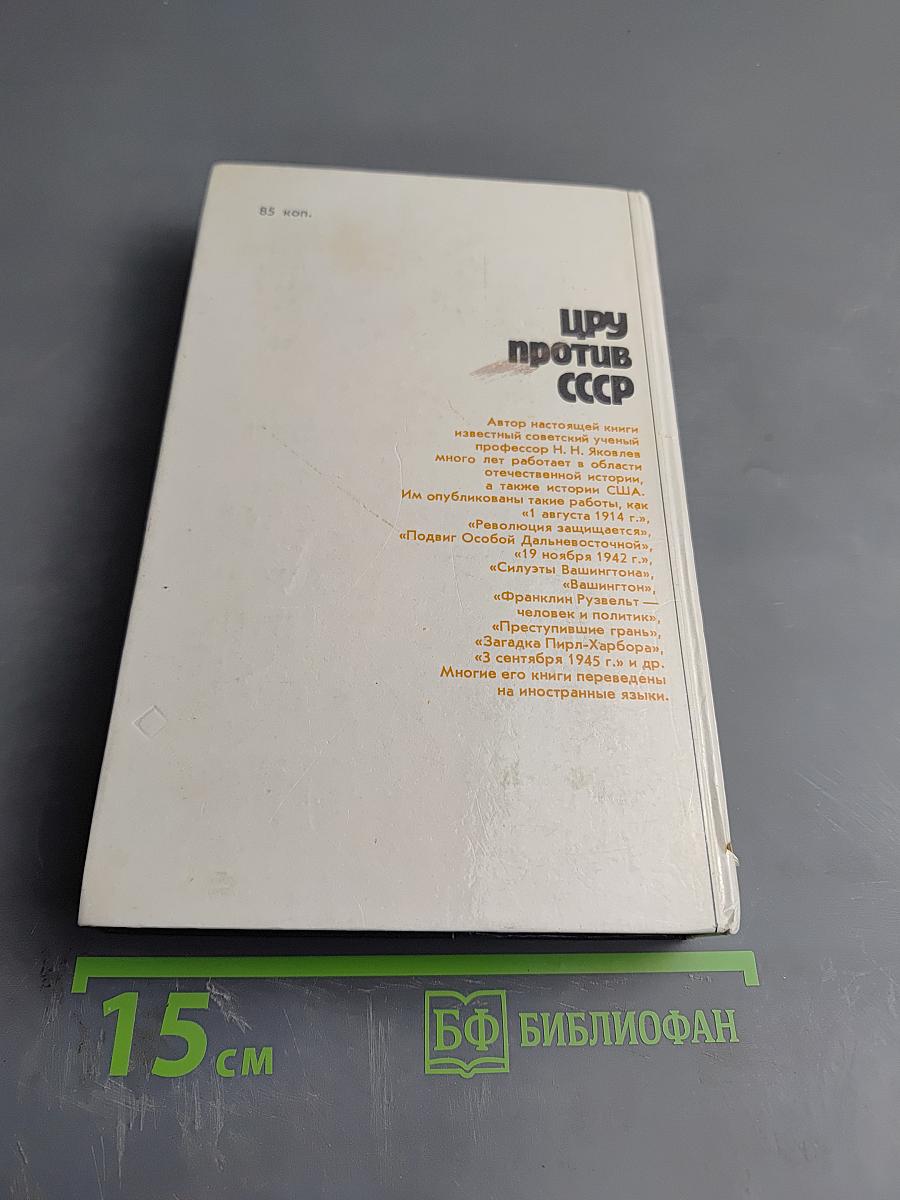 85 коп.
ЦРУ
против
СССР
Автор настоящей книги
известный советский ученый
профессор Н. Н. Яковлев
много лет работает в области
отечественной истории,
а также истории США.
Им опубликованы такие работы, как
«1 августа 1914 г.»,
«Революция защищается»,
«Подвиг Особой Дальневосточной»,
«19 ноября 1942 г.»,
«Силуэты Вашингтона»,
«Вашингтон»,
«Франклин Рузвельт —
человек и политик»,
«Преступившие грань»,
«Загадка Пирл-Харбора»,
«3 сентября 1945 г.» и др.
Многие его книги переведены
на иностранные языки.
15 см
БФ БИБЛИОФАН